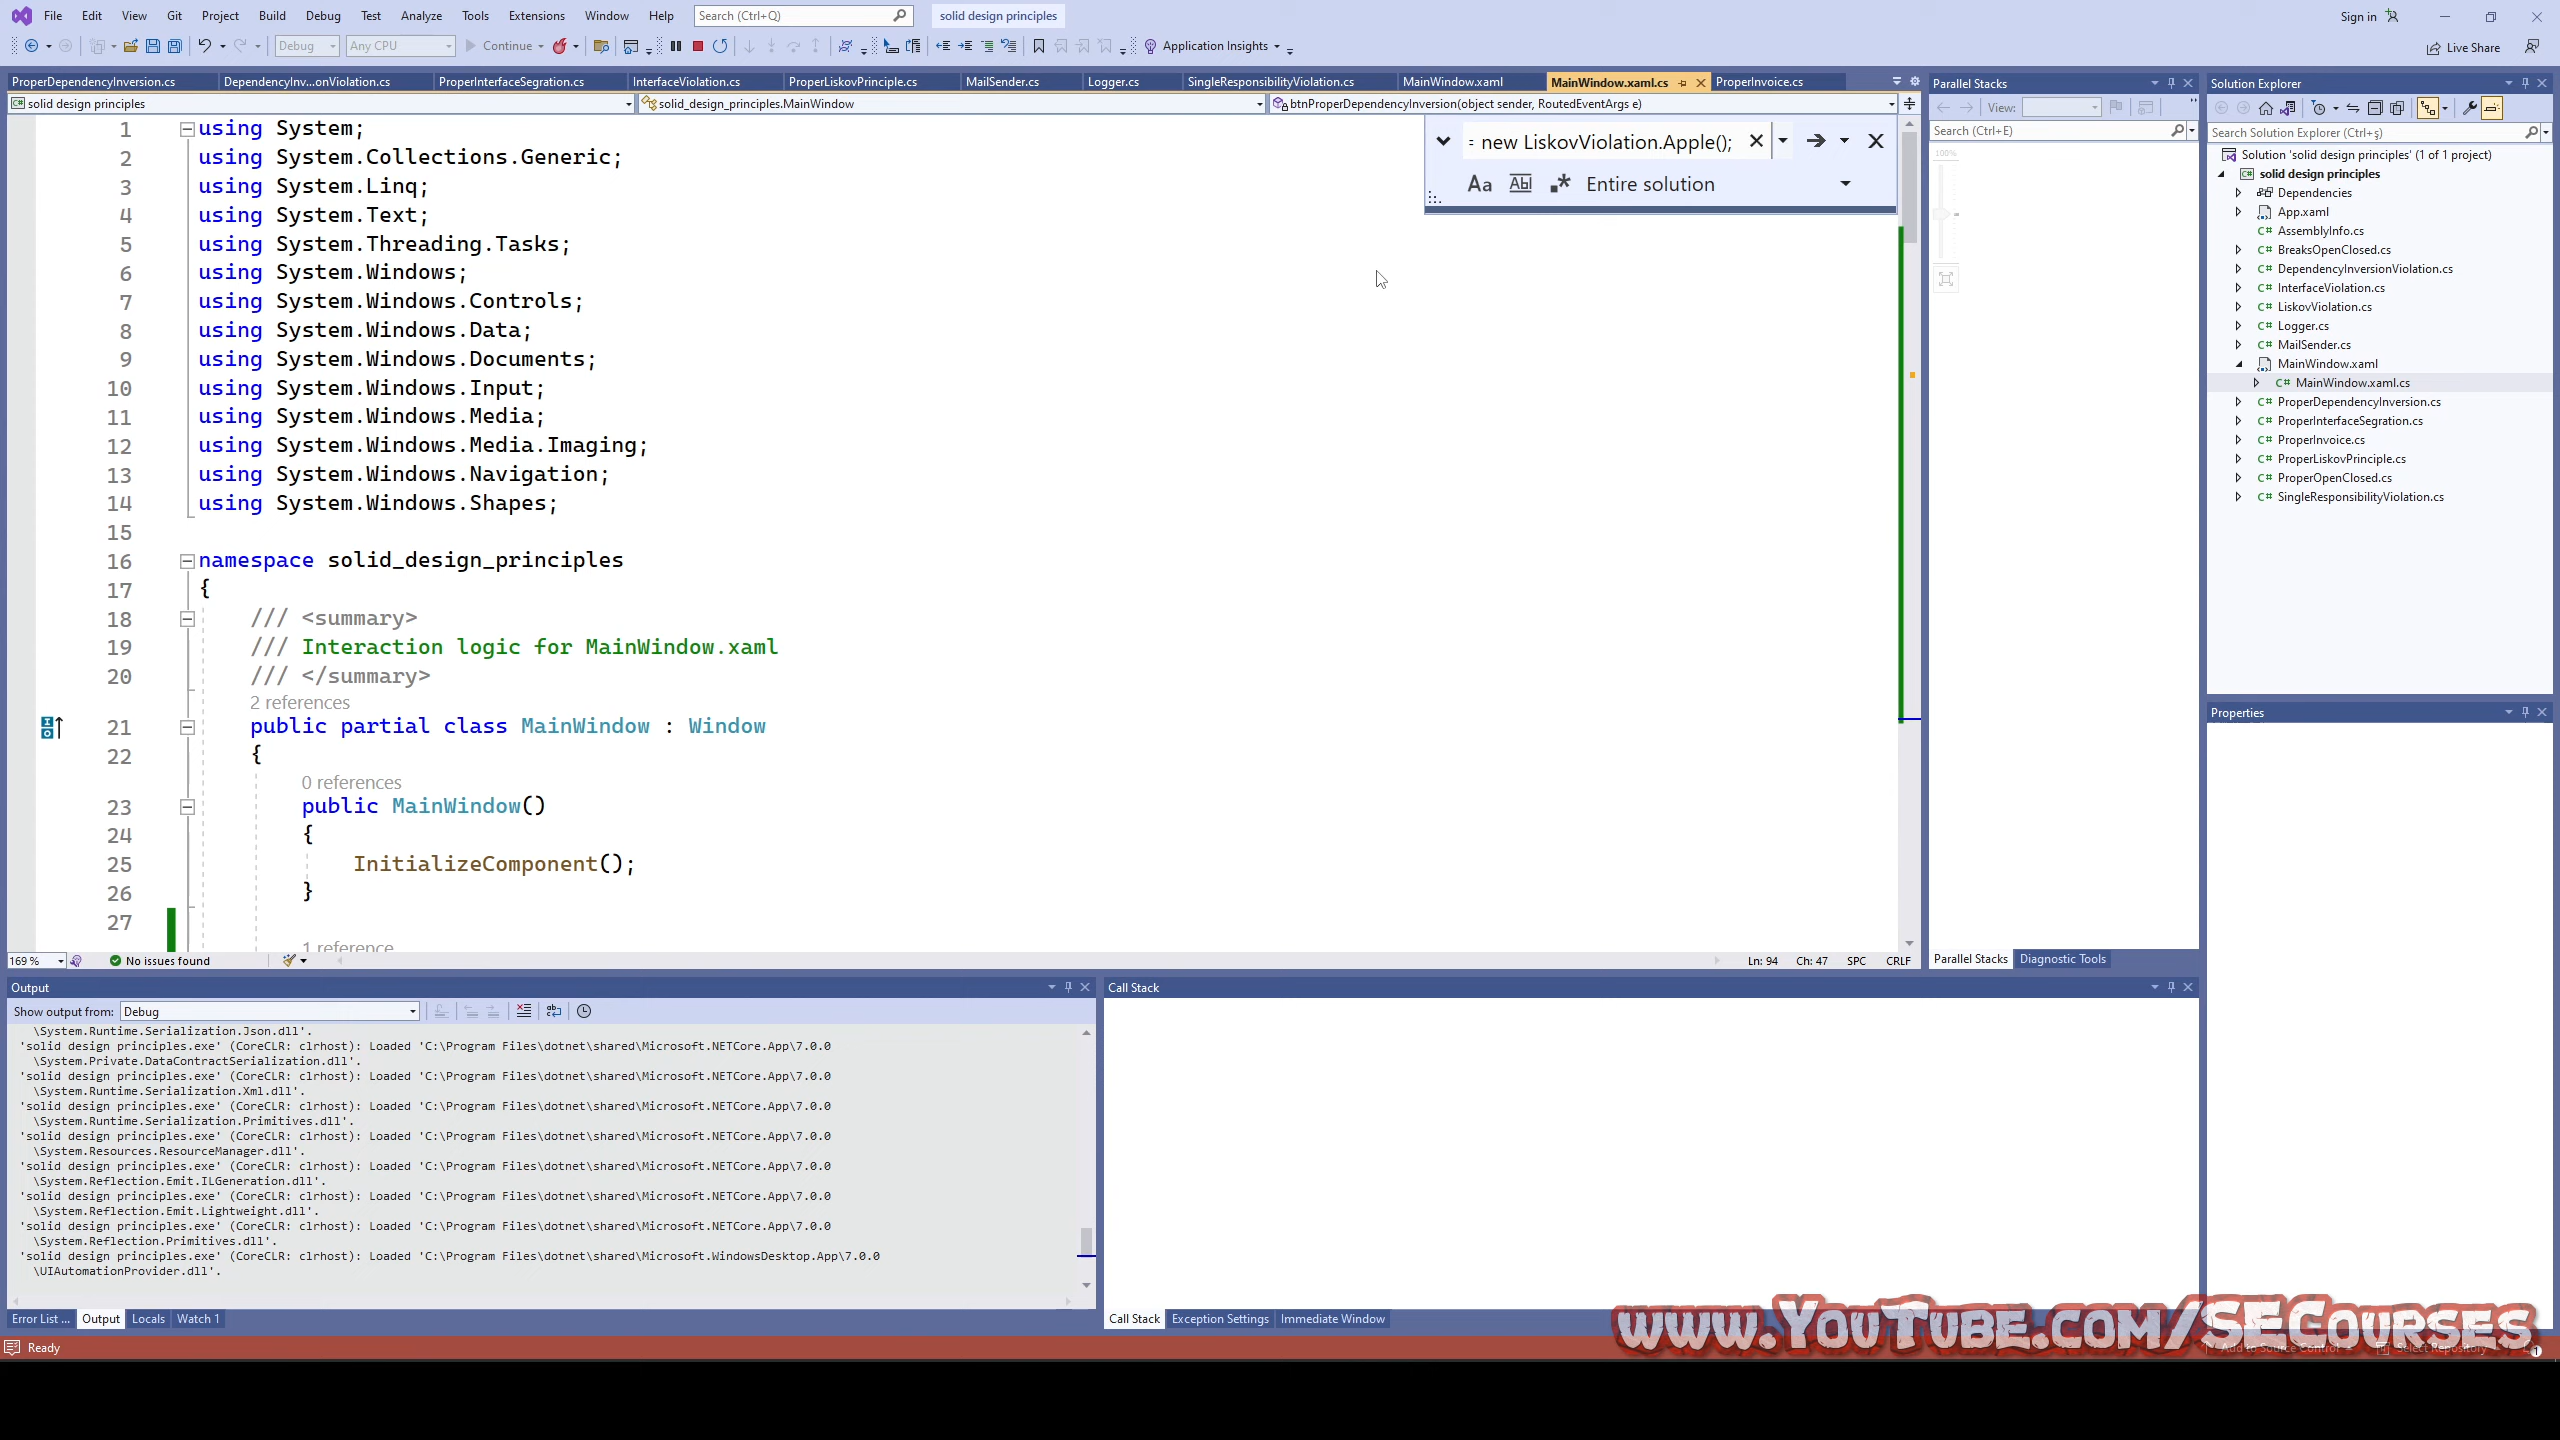 File Edit View Git Project Build Debug Test Analyze Tools Extensions Window Help Search (Ctrl+Q) solid design principles Sign in
Debug Any CPU Continue Application Insights Live Share
ProperDependencyInversion.cs DependencyInv...onViolation.cs ProperInterfaceSegration.cs InterfaceViolation.cs ProperLiskovPrinciple.cs MailSender.cs Logger.cs SingleResponsibilityViolation.cs MainWindow.xaml MainWindow.xaml.cs ProperInvoice.cs
solid design principles solid_design_principles.MainWindow btnProperDependencyInversion(object sender, RoutedEventArgs e)
= new LiskovViolation.Apple();
Aa Abl Entire solution
1 using System;
2 using System.Collections.Generic;
3 using System.Linq;
4 using System.Text;
5 using System.Threading.Tasks;
6 using System.Windows;
7 using System.Windows.Controls;
8 using System.Windows.Data;
9 using System.Windows.Documents;
10 using System.Windows.Input;
11 using System.Windows.Media;
12 using System.Windows.Media.Imaging;
13 using System.Windows.Navigation;
14 using System.Windows.Shapes;
15
16 namespace solid_design_principles
17 {
18 /// <summary>
19 /// Interaction logic for MainWindow.xaml
20 /// </summary>
2 references
21 public partial class MainWindow : Window
22 {
0 references
23 public MainWindow()
24 {
25 InitializeComponent();
26 }
27
1 reference
169 % No issues found Ln: 94 Ch: 47 SPC CRLF
Parallel Stacks
View:
Search (Ctrl+E)
100%
Parallel Stacks Diagnostic Tools
Solution Explorer
Search Solution Explorer (Ctrl+ş)
Solution 'solid design principles' (1 of 1 project)
solid design principles
Dependencies
App.xaml
C# AssemblyInfo.cs
C# BreaksOpenClosed.cs
C# DependencyInversionViolation.cs
C# InterfaceViolation.cs
C# LiskovViolation.cs
C# Logger.cs
C# MailSender.cs
MainWindow.xaml
C# MainWindow.xaml.cs
C# ProperDependencyInversion.cs
C# ProperInterfaceSegration.cs
C# ProperInvoice.cs
C# ProperLiskovPrinciple.cs
C# ProperOpenClosed.cs
C# SingleResponsibilityViolation.cs
Properties
Output
Show output from: Debug
\System.Runtime.Serialization.Json.dll'.
'solid design principles.exe' (CoreCLR: clrhost): Loaded 'C:\Program Files\dotnet\shared\Microsoft.NETCore.App\7.0.0
\System.Private.DataContractSerialization.dll'.
'solid design principles.exe' (CoreCLR: clrhost): Loaded 'C:\Program Files\dotnet\shared\Microsoft.NETCore.App\7.0.0
\System.Runtime.Serialization.Xml.dll'.
'solid design principles.exe' (CoreCLR: clrhost): Loaded 'C:\Program Files\dotnet\shared\Microsoft.NETCore.App\7.0.0
\System.Runtime.Serialization.Primitives.dll'.
'solid design principles.exe' (CoreCLR: clrhost): Loaded 'C:\Program Files\dotnet\shared\Microsoft.NETCore.App\7.0.0
\System.Resources.ResourceManager.dll'.
'solid design principles.exe' (CoreCLR: clrhost): Loaded 'C:\Program Files\dotnet\shared\Microsoft.NETCore.App\7.0.0
\System.Reflection.Emit.ILGeneration.dll'.
'solid design principles.exe' (CoreCLR: clrhost): Loaded 'C:\Program Files\dotnet\shared\Microsoft.NETCore.App\7.0.0
\System.Reflection.Emit.Lightweight.dll'.
'solid design principles.exe' (CoreCLR: clrhost): Loaded 'C:\Program Files\dotnet\shared\Microsoft.NETCore.App\7.0.0
\System.Reflection.Primitives.dll'.
'solid design principles.exe' (CoreCLR: clrhost): Loaded 'C:\Program Files\dotnet\shared\Microsoft.WindowsDesktop.App\7.0.0
\UIAutomationProvider.dll'.
Error List ... Output Locals Watch 1
Call Stack
Call Stack Exception Settings Immediate Window
www.YouTube.com/SECourses
Ready Add to Source Control Select Repository 1